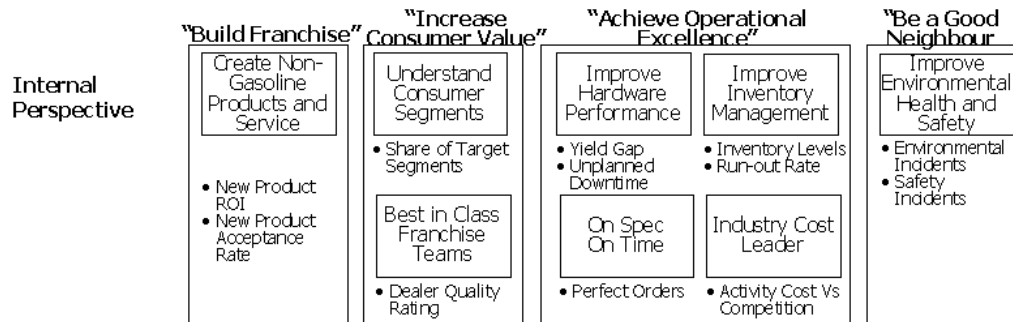 "Build Franchise"
"Increase
Consumer Value"
"Achieve Operational
Excellence"
"Be a Good
Neighbour
Internal
Perspective
Create Non-
Gasoline
Products and
Service
• New Product
ROI
• New Product
Acceptance
Rate
Understand
Consumer
Segments
• Share of Target
Segments
Best in Class
Franchise
Teams
• Dealer Quality
Rating
Improve
Hardware
Performance
• Yield Gap
• Unplanned
Downtime
Improve
Inventory
Management
• Inventory Levels
• Run-out Rate
On Spec
On Time
• Perfect Orders
Industry Cost
Leader
• Activity Cost Vs
Competition
Improve
Environmental
Health and
Safety
• Environmental
Incidents
• Safety
Incidents